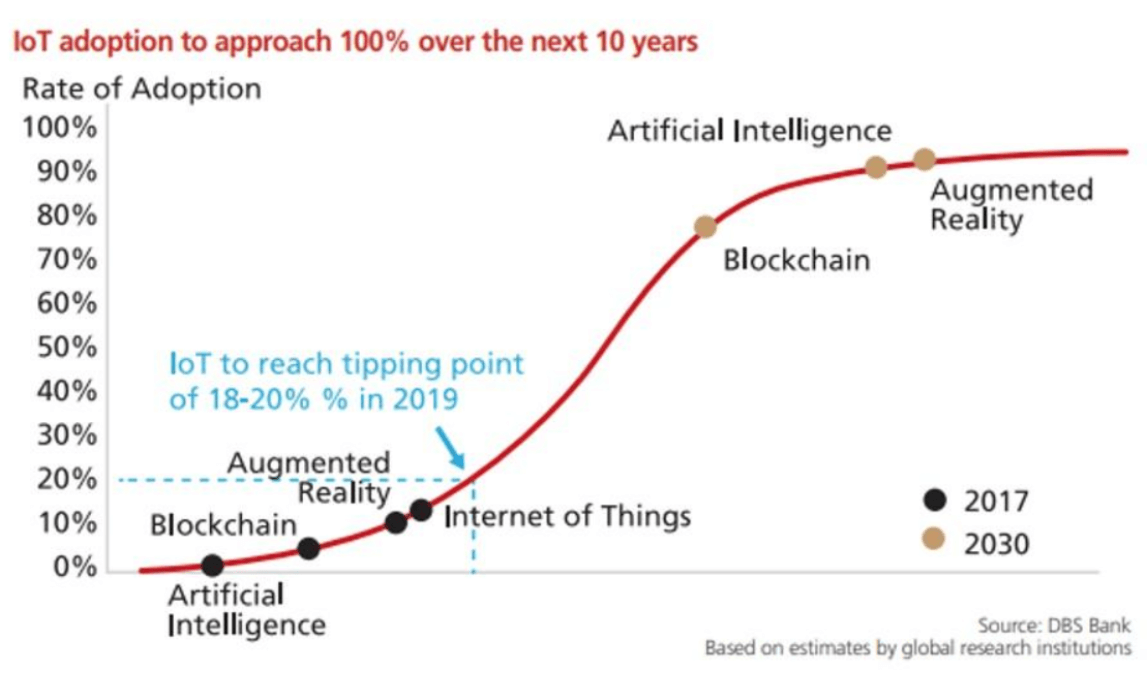 IoT adoption to approach 100% over the next 10 years
Rate of Adoption
100%
90%
80%
70%
60%
50%
40%
30%
20%
10%
0%
Artificial Intelligence
Augmented
Reality
Blockchain
IoT to reach tipping point
of 18-20% % in 2019
Augmented
Reality
Blockchain
Internet of Things
Artificial
Intelligence
2017
2030
Source: DBS Bank
Based on estimates by global research institutions